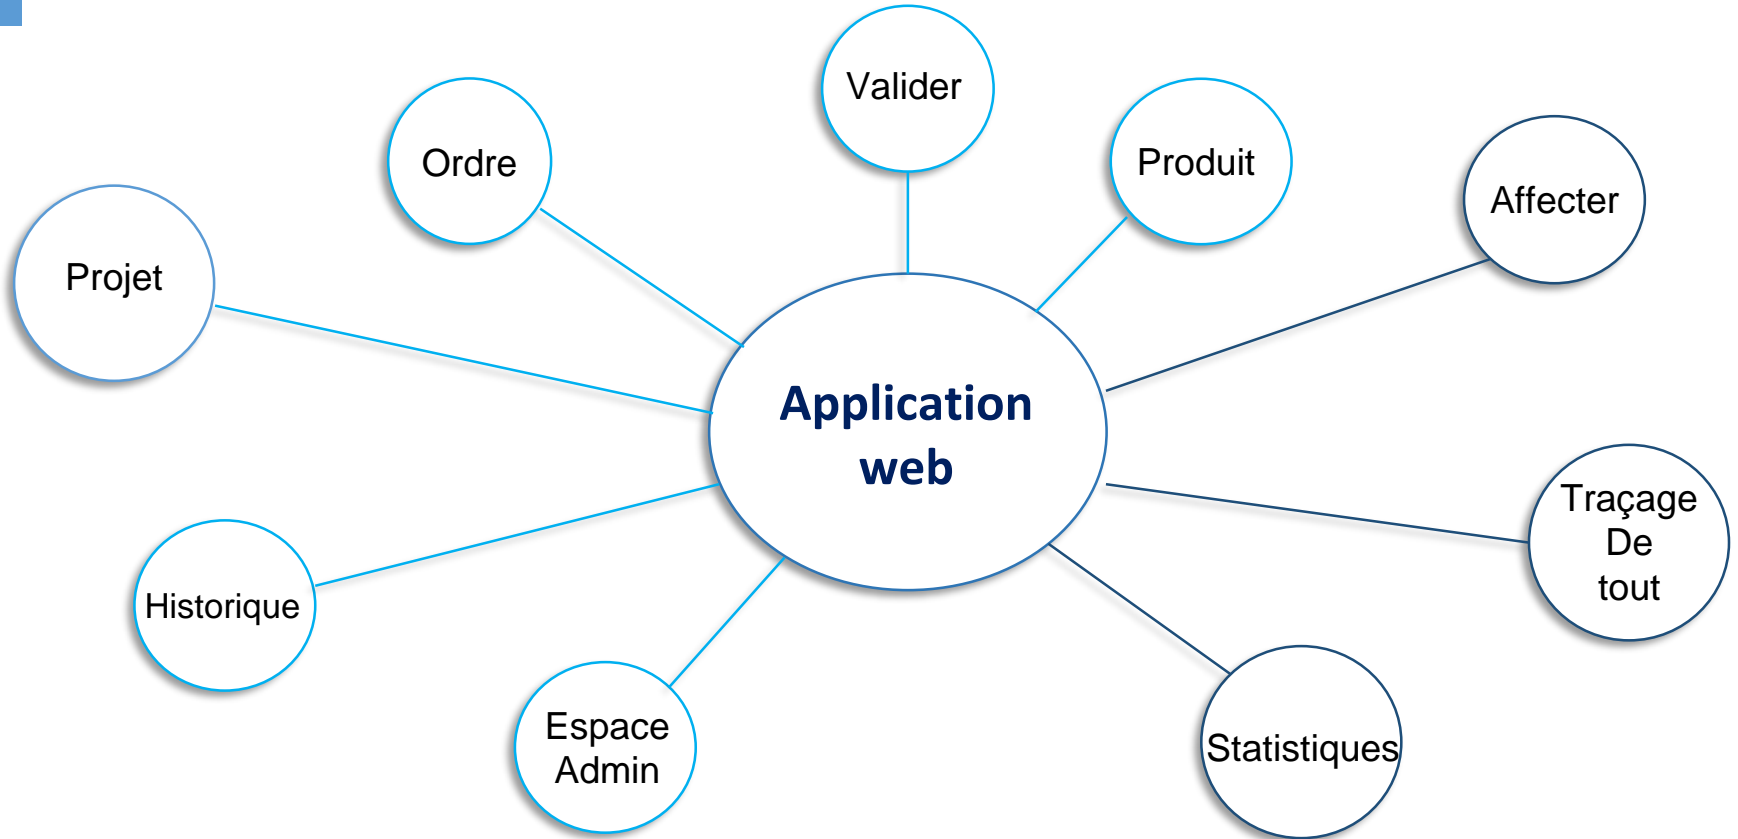 Valider
Ordre
Produit
Affecter
Projet
Application
web
Traçage
De
tout
Historique
Espace
Admin
Statistiques